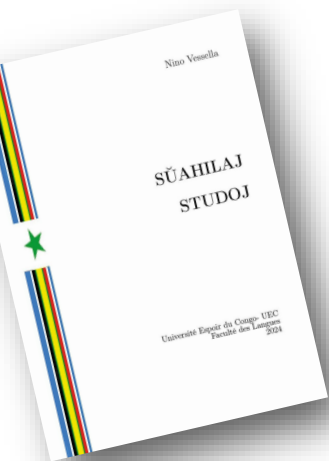 Nino Vessella
SŬAHILAJ
STUDOJ
Université Espoir du Congo- UEC
Faculté des Langues
2024